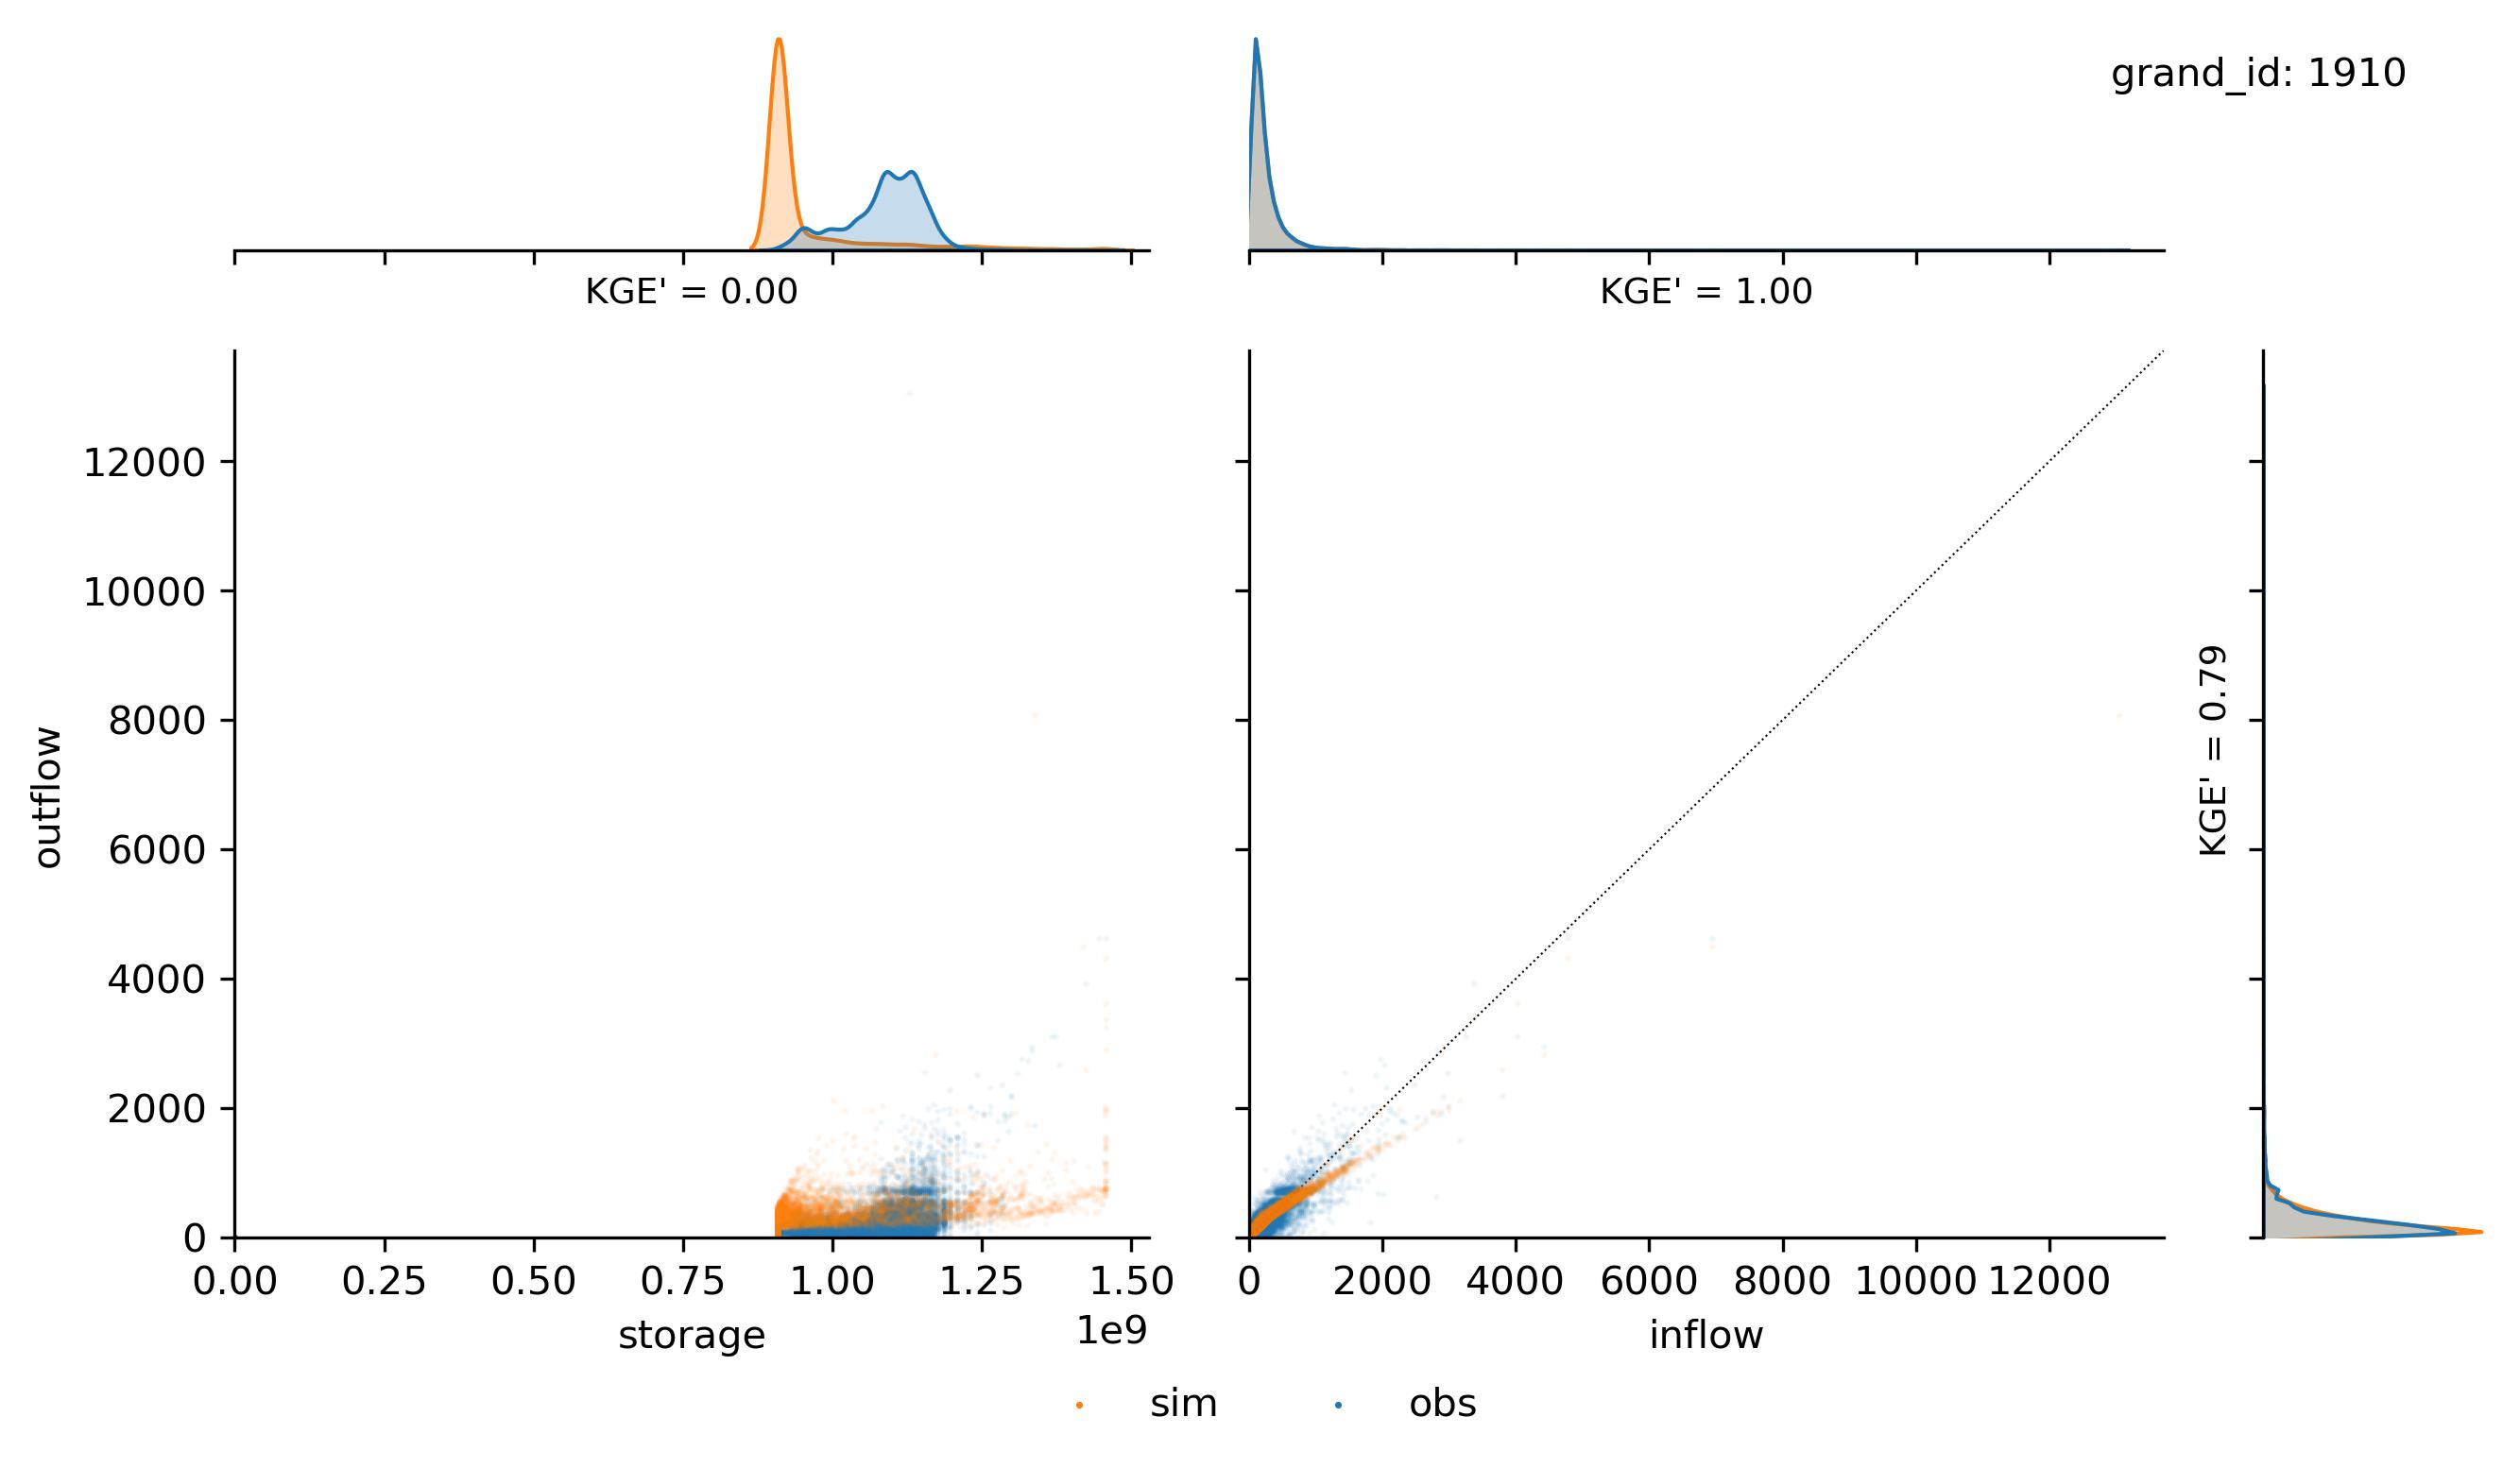 grand_id: 1910
KGE' = 0.00
KGE' = 1.00
outflow
12000
10000
8000
6000
4000
2000
0
KGE' = 0.79
0.00 0.25 0.50 0.75 1.00 1.25 1.50
1e9
storage
0 2000 4000 6000 8000 10000 12000
inflow
sim obs